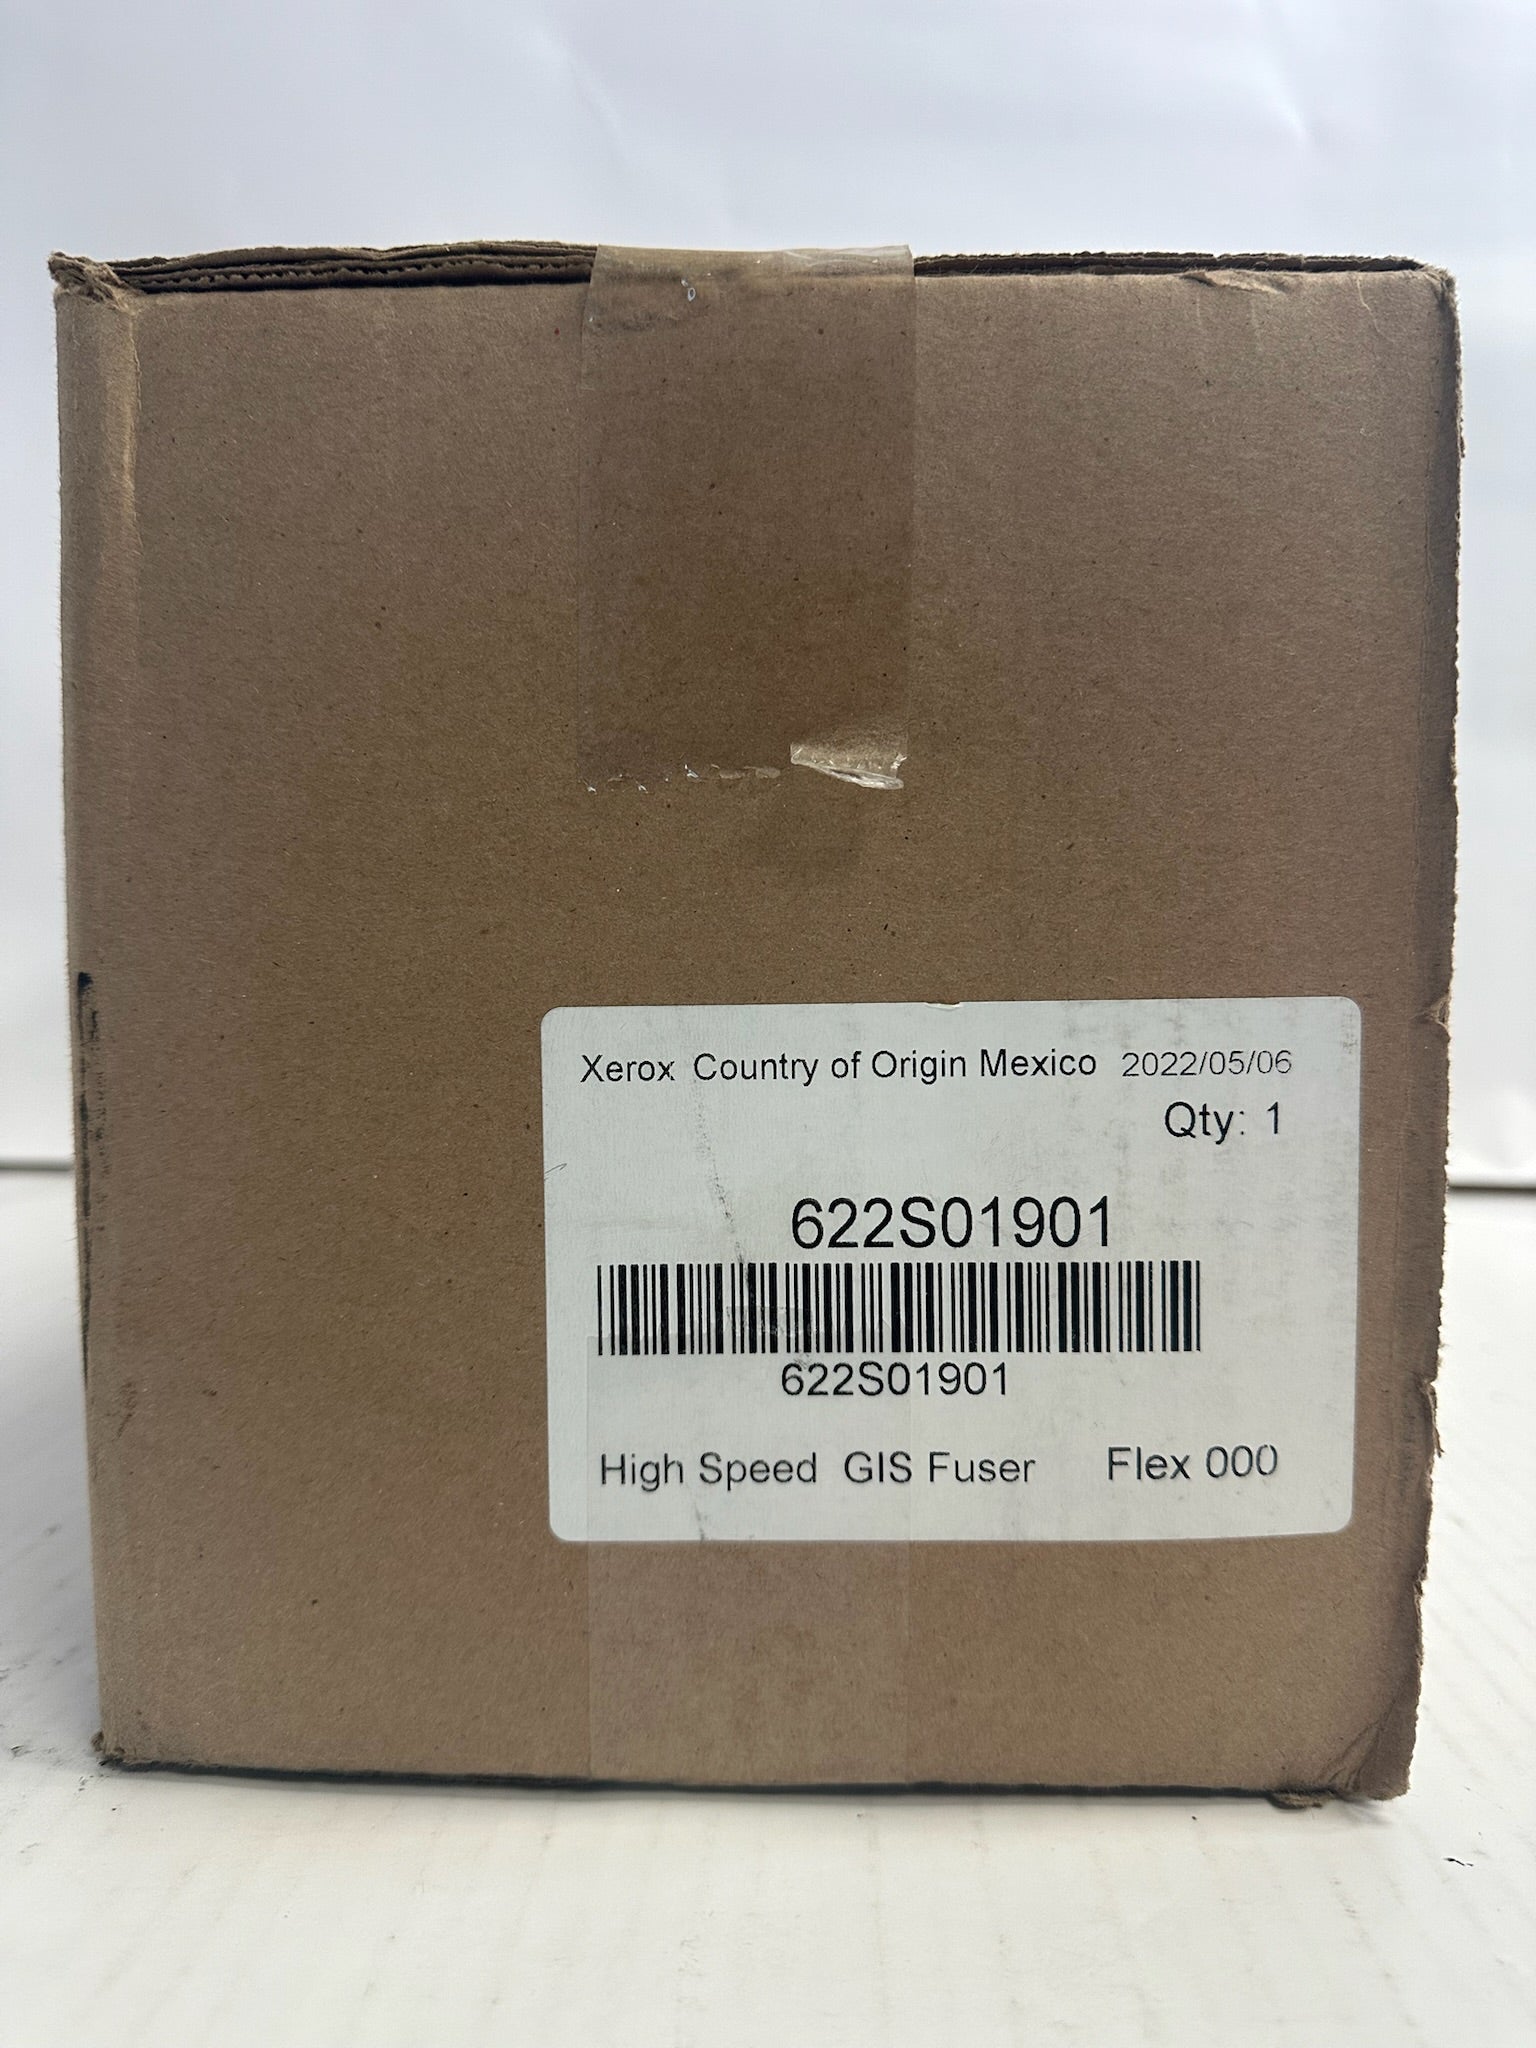 Xerox Country of Origin Mexico 2022/05/06
Qty: 1
622S01901
622S01901
High Speed GIS Fuser Flex 000